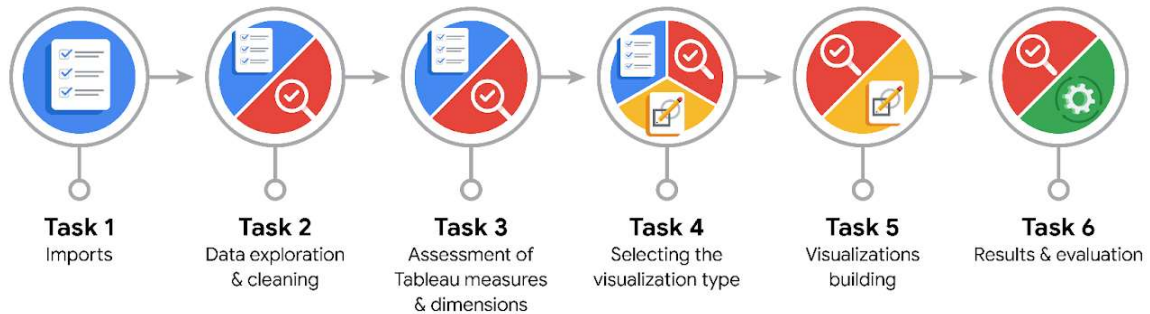 Task 1
Imports
Task 2
Data exploration
& cleaning
Task 3
Assessment of
Tableau measures
& dimensions
Task 4
Selecting the
visualization type
Task 5
Visualizations
building
Task 6
Results & evaluation